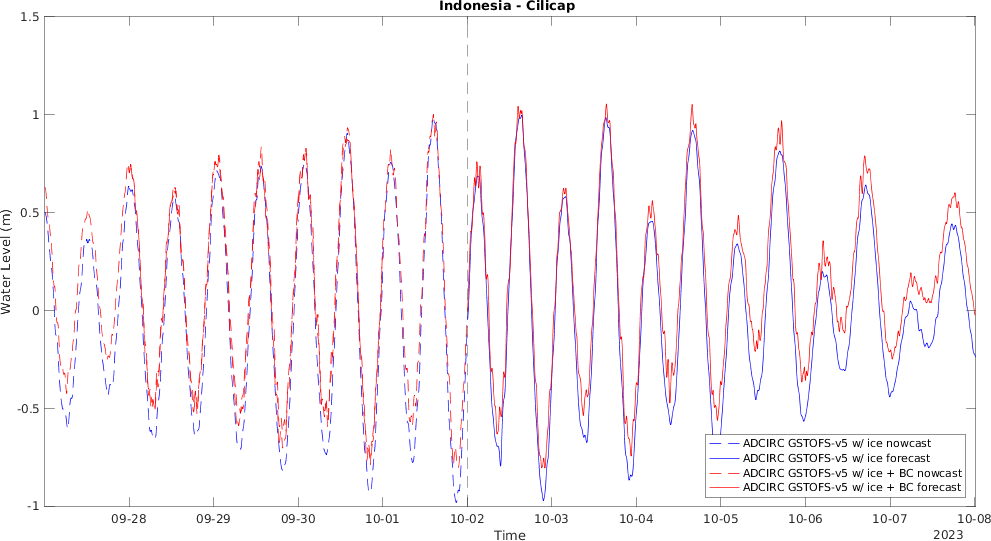 Indonesia - Cilicap
1.5
1
0.5
0
-0.5
-1
Water Level (m)
ADCIRC GSTOFS-v5 w/ ice nowcast
ADCIRC GSTOFS-v5 w/ ice forecast
ADCIRC GSTOFS-v5 w/ ice + BC nowcast
ADCIRC GSTOFS-v5 w/ ice + BC forecast
09-28 09-29 09-30 10-01 10-02 10-03 10-04 10-05 10-06 10-07 10-08
Time
2023